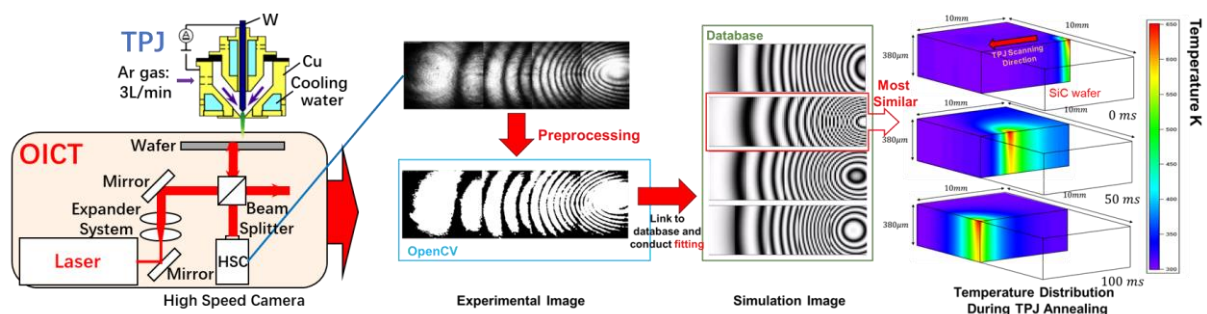 TPJ
A
W
Ar gas:
3L/min
Cu
Cooling
water
OICT
Wafer
Mirror
Expander
System
Beam
Splitter
Laser
Mirror
HSC
High Speed Camera
Preprocessing
OpenCV
Experimental Image
Link to
database and
conduct fitting
Database
Most
Similar
Simulation Image
10mm
10mm
380μm
TPJ Scanning
Direction
SiC wafer
0 ms
10mm
10mm
380μm
50 ms
10mm
10mm
380μm
100 ms
Temperature Distribution
During TPJ Annealing
Temperature K
650
600
550
500
450
400
350
300